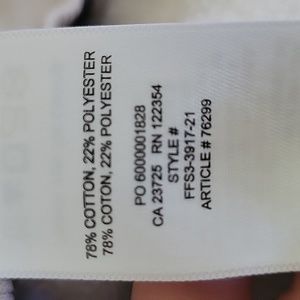 78% COTTON, 22% POLYESTER
78% COTON, 22% POLYESTER
PO 6000001828
CA 23725 RN 122354
STYLE #
FFS3-3917-21
ARTICLE # 76299